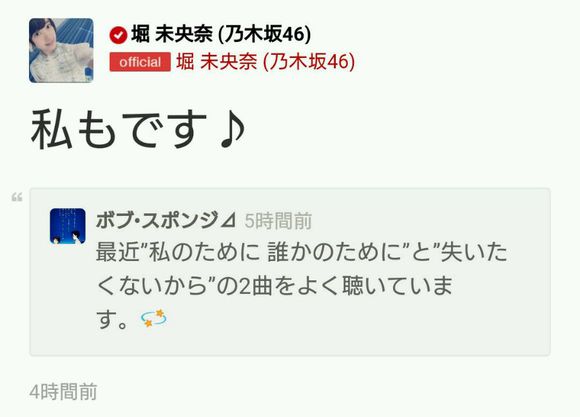 堀 未央奈 (乃木坂46)
official 堀 未央奈 (乃木坂46)
私もです♪
“
ボブ・スポンジ⊿ 5時間前
最近”私のために 誰かのために”と”失いた
くないから”の2曲をよく聴いていま
す。💫
4時間前